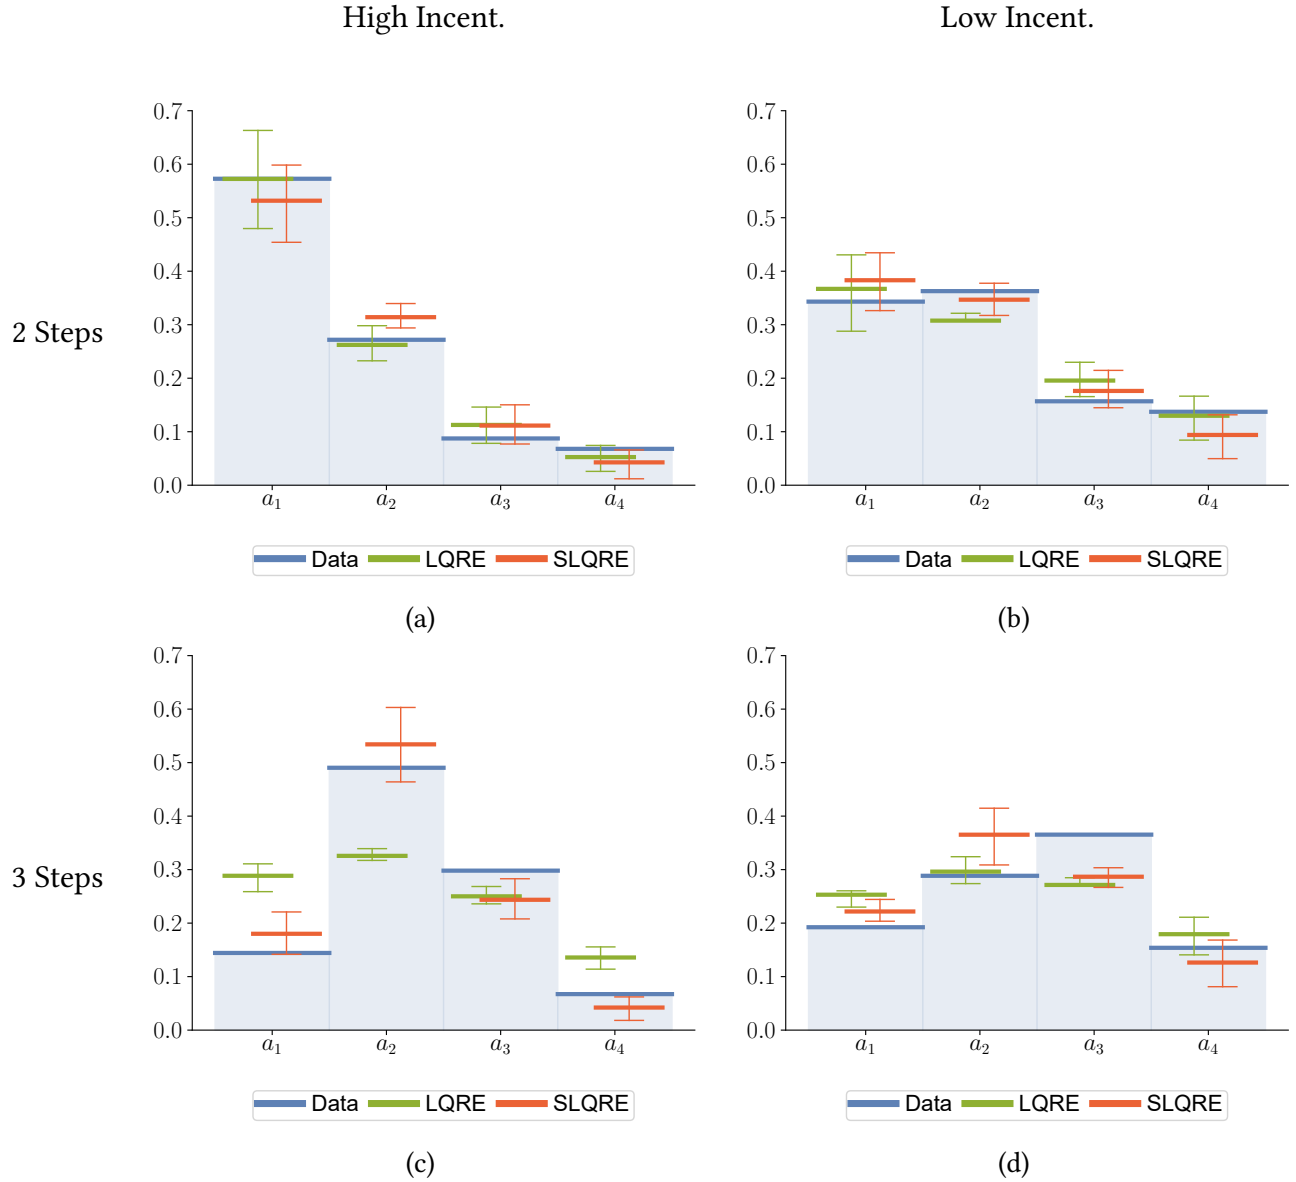 High Incent. Low Incent.
0.7 0.7
0.6 0.6
0.5 0.5
0.4 0.4
2 Steps 0.3 0.3
0.2 0.2
0.1 0.1
0.0 0.0
a1 a2 a3 a4 a1 a2 a3 a4
Data LQRE SLQRE Data LQRE SLQRE
(a) (b)
0.7 0.7
0.6 0.6
0.5 0.5
0.4 0.4
3 Steps 0.3 0.3
0.2 0.2
0.1 0.1
0.0 0.0
a1 a2 a3 a4 a1 a2 a3 a4
Data LQRE SLQRE Data LQRE SLQRE
(c) (d)